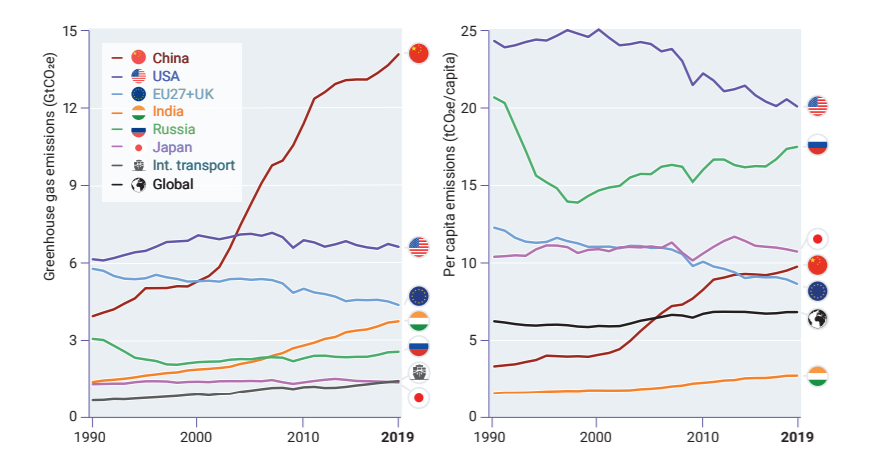 Greenhouse gas emissions (GtCO₂e)
15
12
9
6
3
0
China
USA
EU27+UK
India
Russia
Japan
Int. transport
Global
1990
2000
2010
2019
Per capita emissions (tCO₂e/capita)
25
20
15
10
5
0
1990
2000
2010
2019